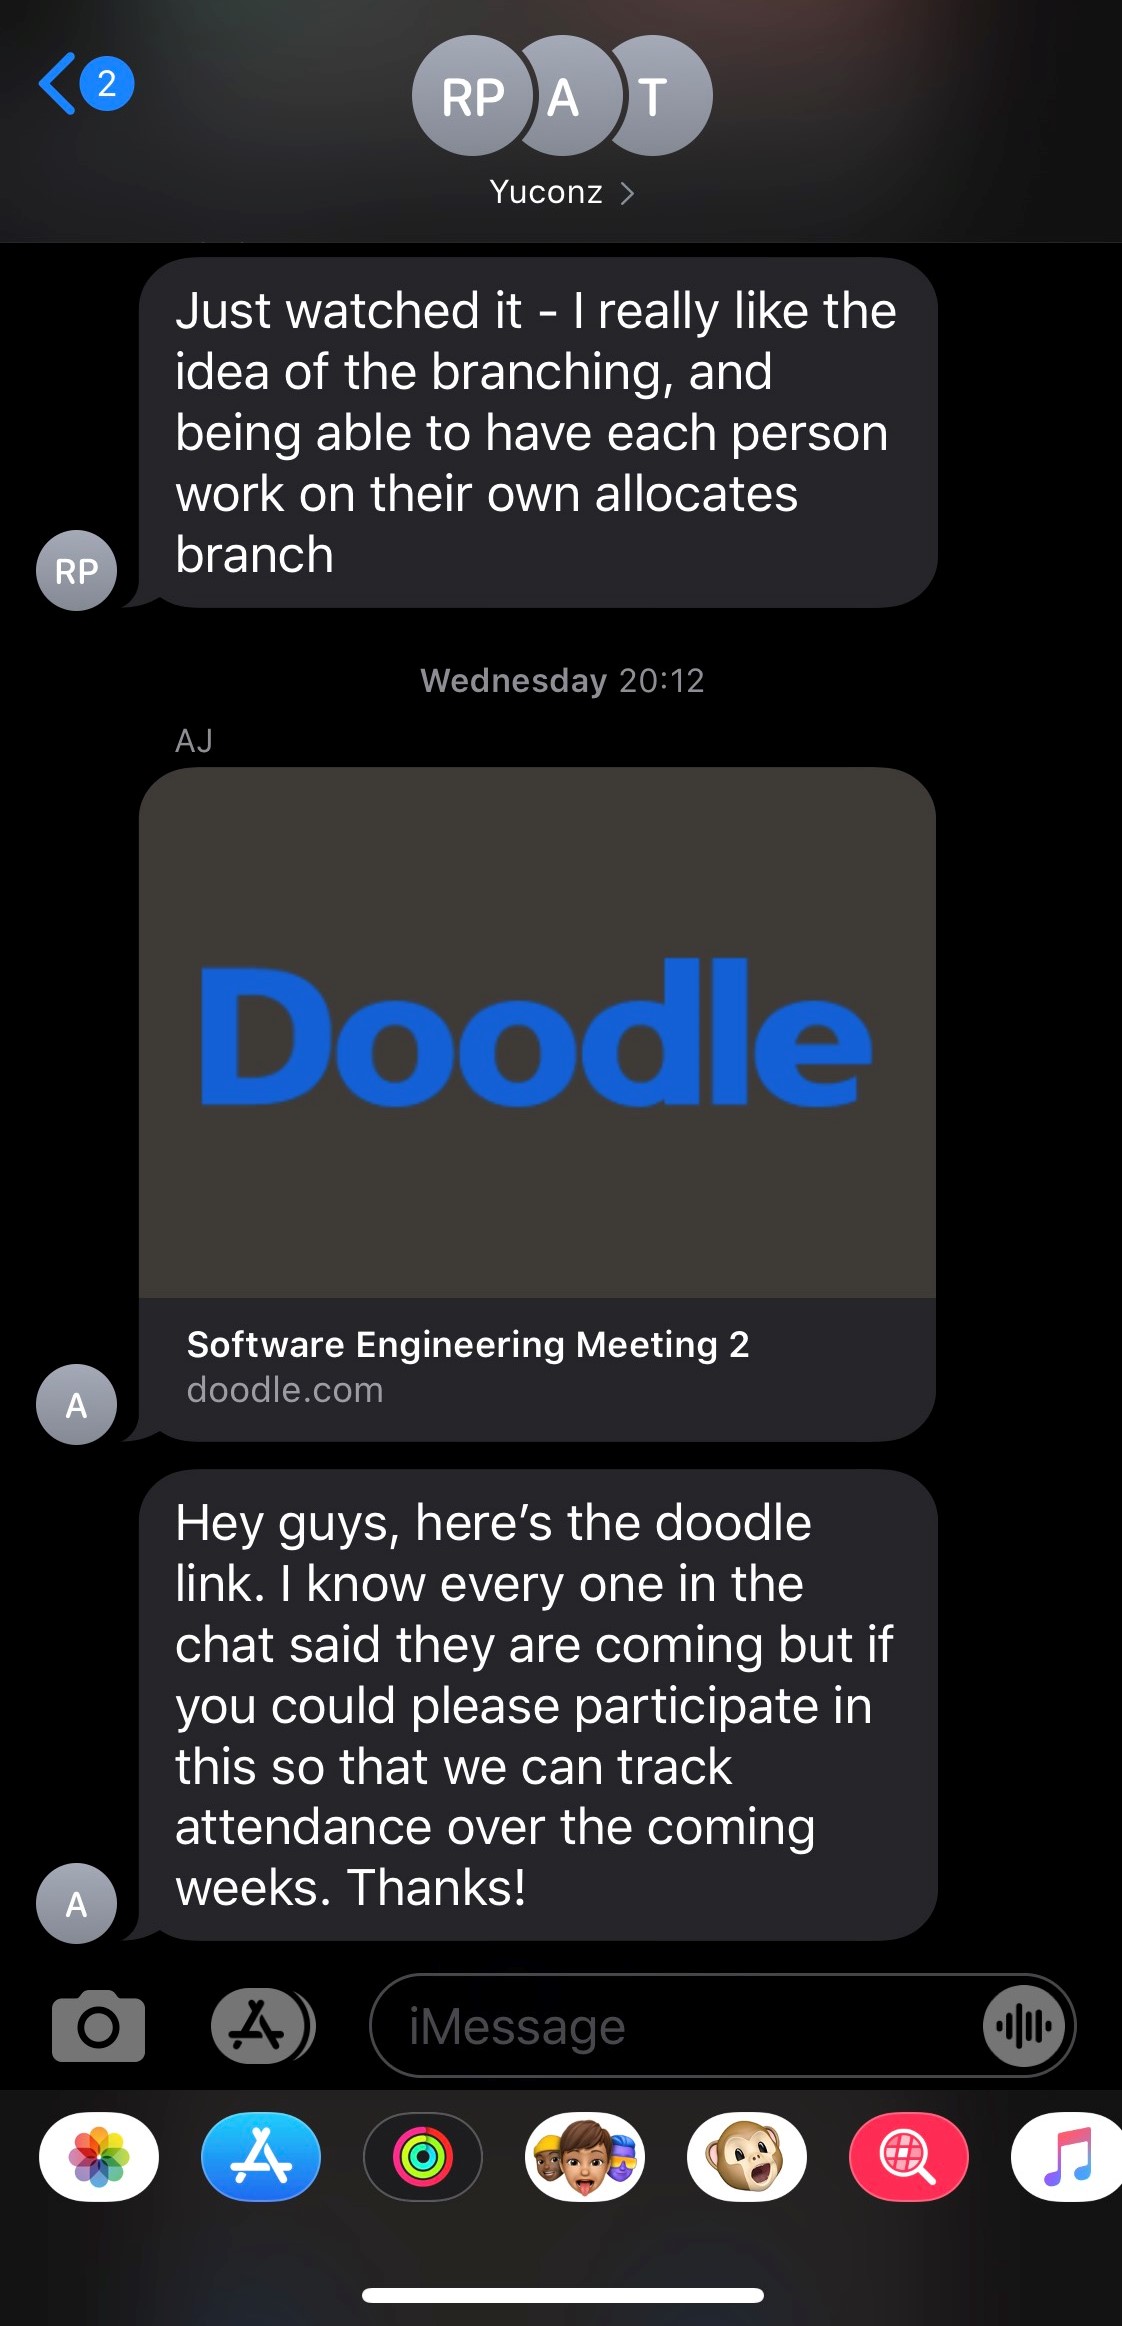 2
RP A T
Yuconz
Just watched it - I really like the
idea of the branching, and
being able to have each person
work on their own allocates
branch
RP
Wednesday 20:12
AJ
Doodle
Software Engineering Meeting 2
doodle.com
A
Hey guys, here’s the doodle
link. I know every one in the
chat said they are coming but if
you could please participate in
this so that we can track
attendance over the coming
weeks. Thanks!
A
iMessage